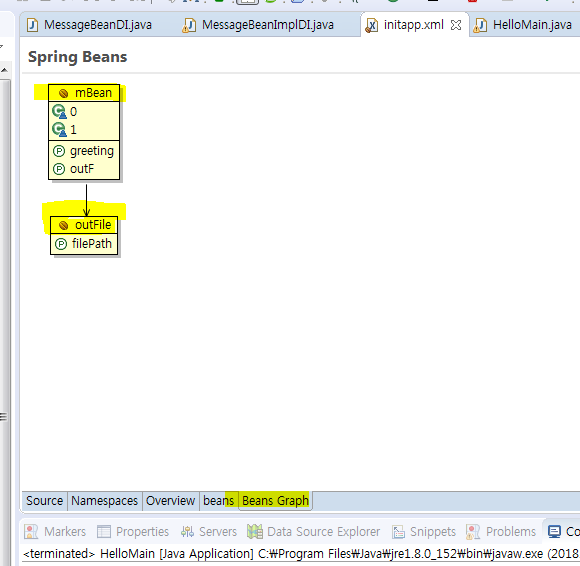 MessageBeanDI.java MessageBeanImplDI.java initapp.xml HelloMain.java
Spring Beans
mBean
0
1
greeting
outF
outFile
filePath
Source Namespaces Overview beans Beans Graph
Markers Properties Servers Data Source Explorer Snippets Problems Co
<terminated> HelloMain [Java Application] C:₩Program Files₩Java₩jre1.8.0_152₩bin₩javaw.exe (2018